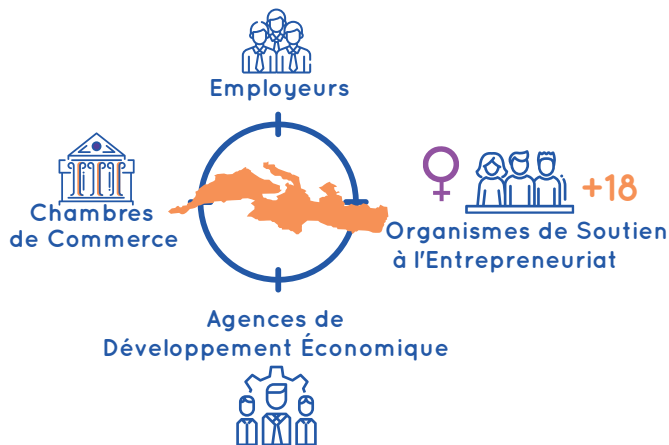 Employeurs
Chambres
de Commerce
+18
Organismes de Soutien
à l'Entrepreneuriat
Agences de
Développement Économique